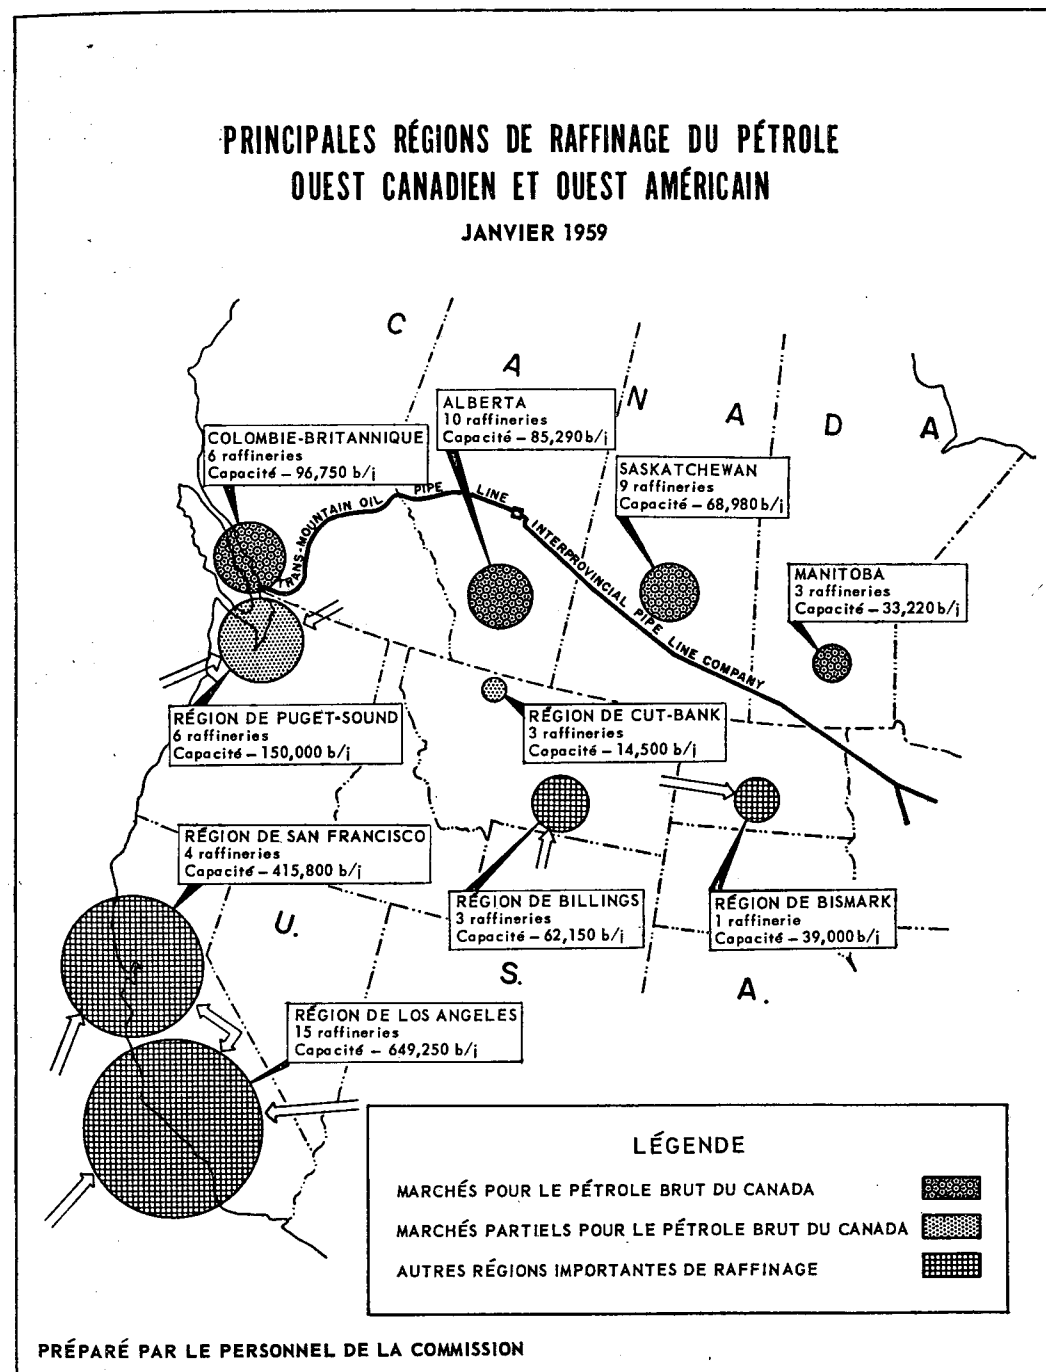 PRINCIPALES RÉGIONS DE RAFFINAGE DU PÉTROLE
OUEST CANADIEN ET OUEST AMÉRICAIN
JANVIER 1959
C A N A D A
ALBERTA
10 raffineries
Capacité – 85,290 b/j
COLOMBIE-BRITANNIQUE
6 raffineries
Capacité – 96,750 b/j
SASKATCHEWAN
9 raffineries
Capacité – 68,980 b/j
TRANS-MOUNTAIN OIL PIPE LINE
INTERPROVINCIAL PIPE LINE COMPANY
MANITOBA
3 raffineries
Capacité – 33,220 b/j
RÉGION DE PUGET-SOUND
6 raffineries
Capacité – 150,000 b/j
RÉGION DE CUT-BANK
3 raffineries
Capacité – 14,500 b/j
RÉGION DE SAN FRANCISCO
4 raffineries
Capacité – 415,800 b/j
RÉGION DE BILLINGS
3 raffineries
Capacité – 62,150 b/j
RÉGION DE BISMARK
1 raffinerie
Capacité – 39,000 b/j
U. S. A.
RÉGION DE LOS ANGELES
15 raffineries
Capacité – 649,250 b/j
LÉGENDE
MARCHÉS POUR LE PÉTROLE BRUT DU CANADA
MARCHÉS PARTIELS POUR LE PÉTROLE BRUT DU CANADA
AUTRES RÉGIONS IMPORTANTES DE RAFFINAGE
PRÉPARÉ PAR LE PERSONNEL DE LA COMMISSION